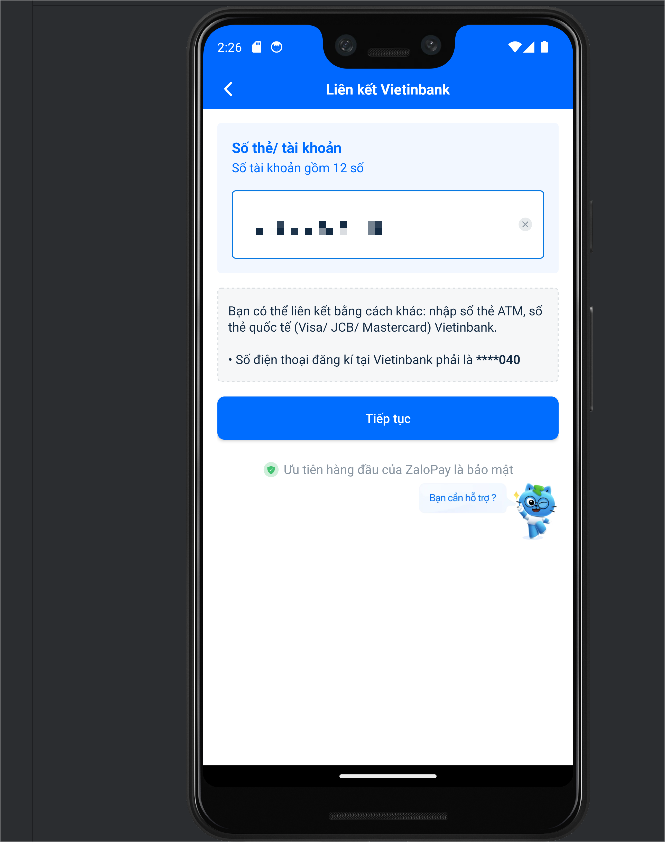 2:26
Liên kết Vietinbank
Số thẻ/ tài khoản
Số tài khoản gồm 12 số
Bạn có thể liên kết bằng cách khác: nhập số thẻ ATM, số
thẻ quốc tế (Visa/ JCB/ Mastercard) Vietinbank.
• Số điện thoại đăng kí tại Vietinbank phải là ****040
Tiếp tục
Ưu tiên hàng đầu của ZaloPay là bảo mật
Bạn cần hỗ trợ ?